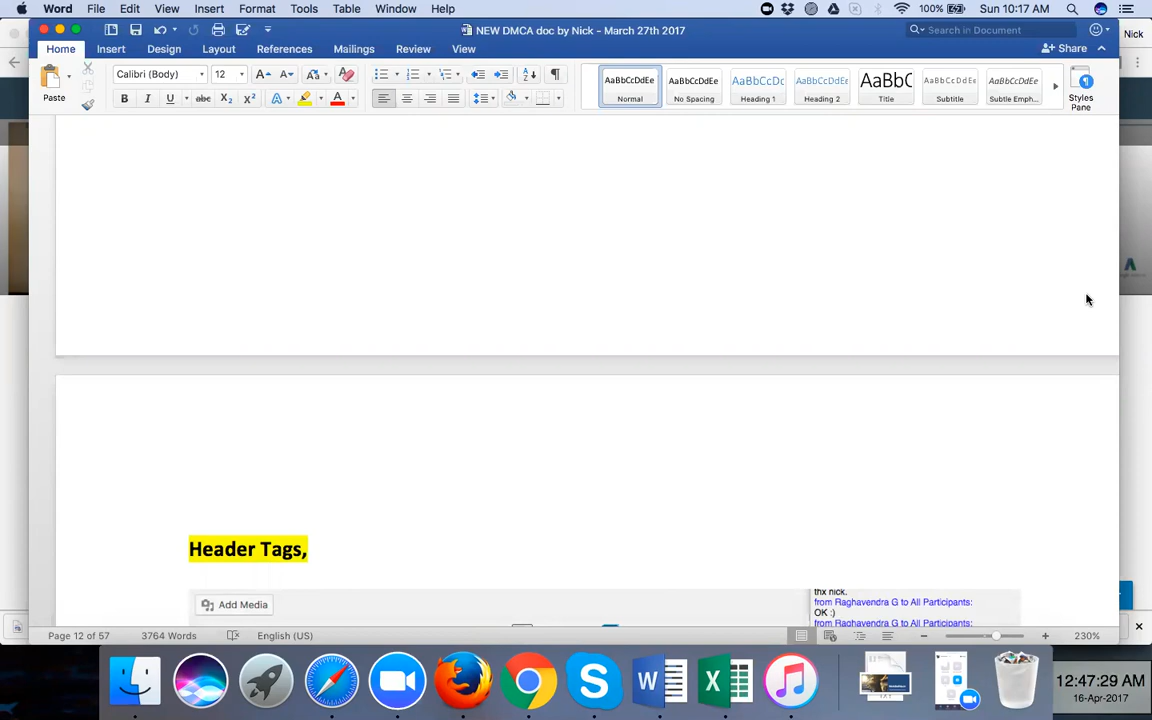 Word File Edit View Insert Format Tools Table Window Help 100% Sun 10:17 AM
NEW DMCA doc by Nick - March 27th 2017 Search in Document Nick
Home Insert Design Layout References Mailings Review View Share
Paste Calibri (Body) 12 AaBbCcDdEe AaBbCcDdEe AaBbCcDc AaBbCcDdEe AaBbC AaBbCcDdEe AaBbCcDdEe Styles Pane
B I U abc X2 X2 A A Normal No Spacing Heading 1 Heading 2 Title Subtitle Subtle Emph...
Header Tags,
Add Media
thx nick.
from Raghavendra G to All Participants:
OK :)
from Raghavendra G to All Participants:
Page 12 of 57 3764 Words English (US) 230%
12:47:29 AM
16-Apr-2017